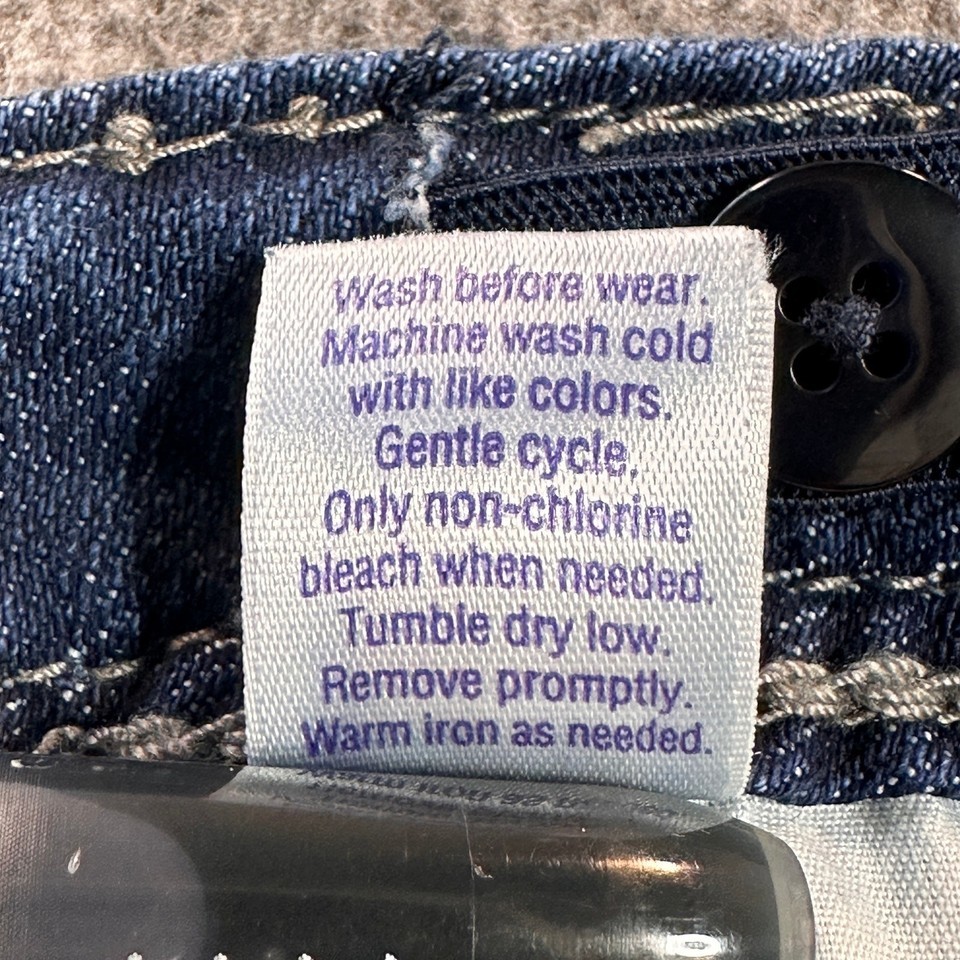 Wash before wear.
Machine wash cold
with like colors.
Gentle cycle.
Only non-chlorine
bleach when needed.
Tumble dry low.
Remove promptly.
Warm iron as needed.